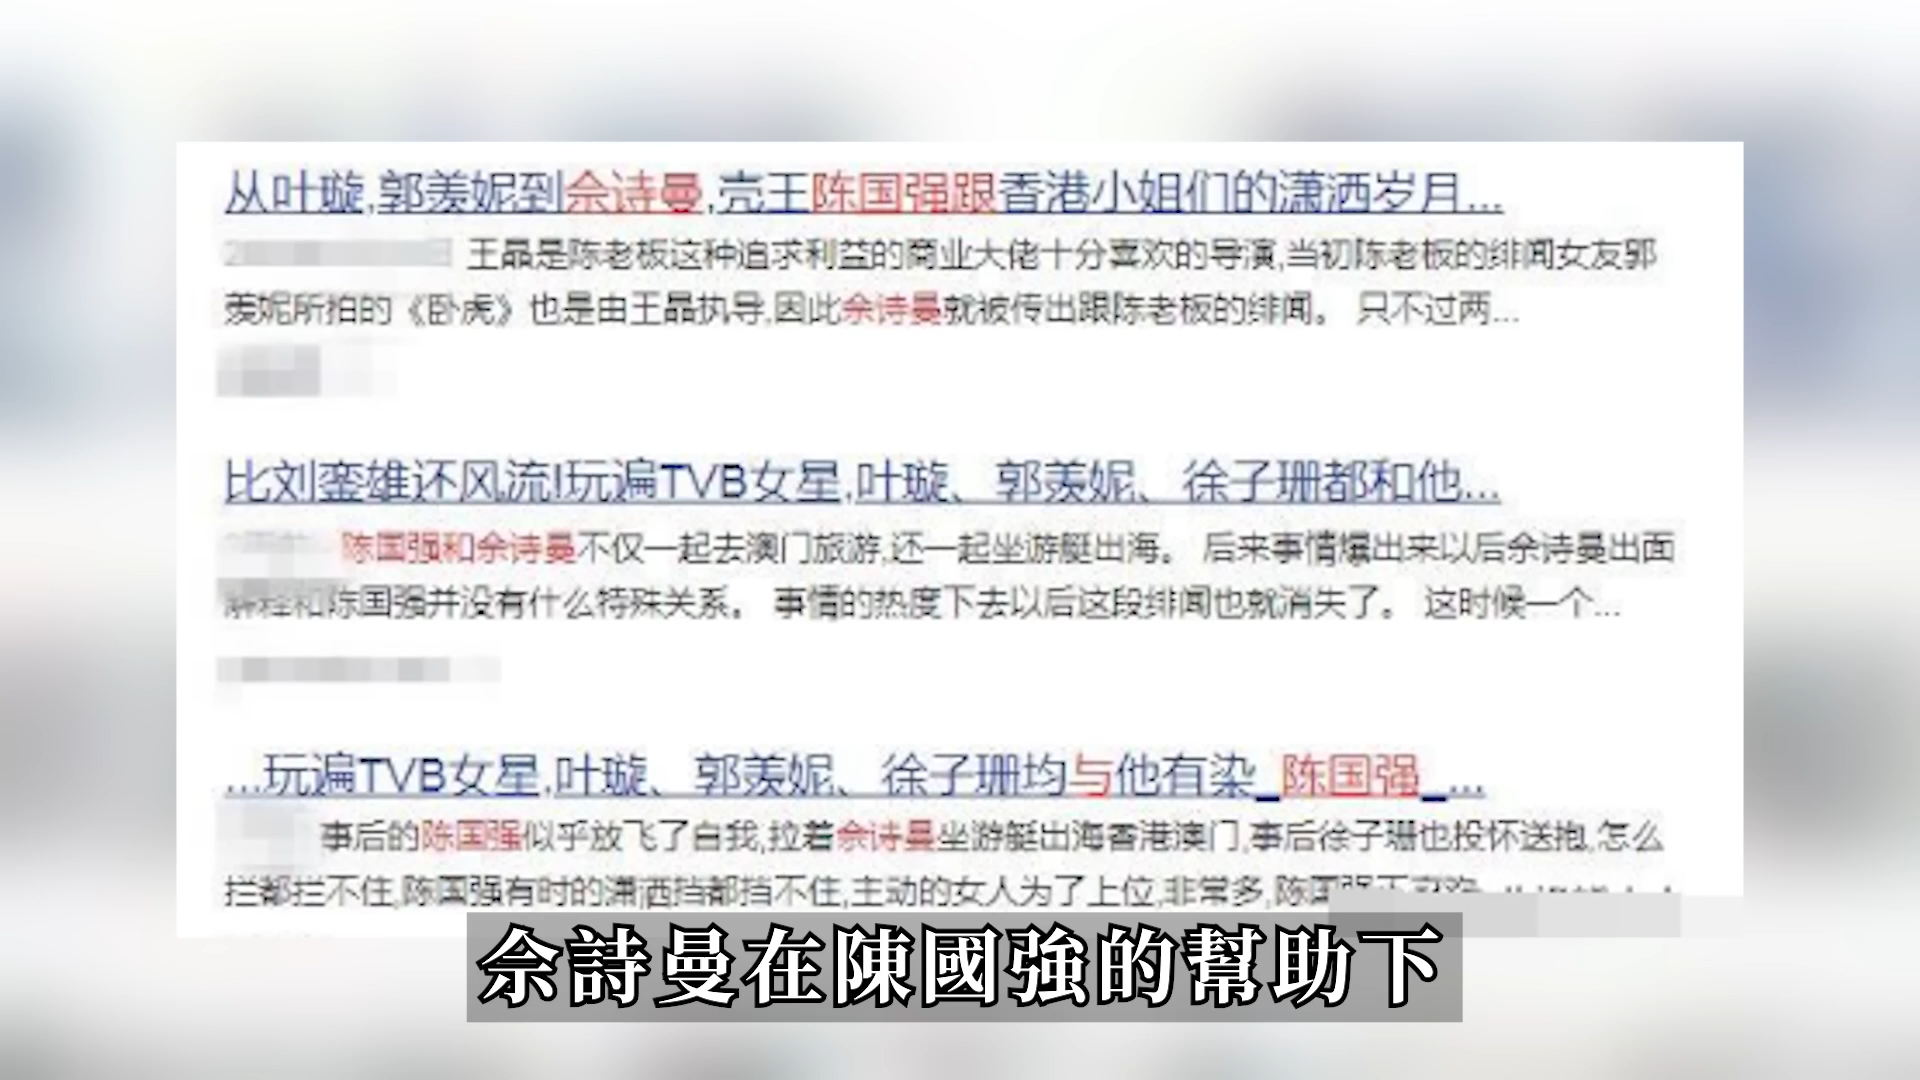 从叶璇,郭羡妮到佘诗曼,壳王陈国强跟香港小姐们的潇洒岁月...
王晶是陈老板这种追求利益的商业大佬十分喜欢的导演,当初陈老板的绯闻女友郭
羡妮所拍的《卧虎》也是由王晶执导,因此佘诗曼就被传出跟陈老板的绯闻。 只不过两...
比刘銮雄还风流!玩遍TVB女星,叶璇、郭羡妮、徐子珊都和他...
陈国强和佘诗曼不仅一起去澳门旅游,还一起坐游艇出海。 后来事情爆出来以后佘诗曼出面
解释和陈国强并没有什么特殊关系。 事情的热度下去以后这段绯闻也就消失了。 这时候一个...
...玩遍TVB女星,叶璇、郭羡妮、徐子珊均与他有染_陈国强_...
事后的陈国强似乎放飞了自我,拉着佘诗曼坐游艇出海香港澳门,事后徐子珊也投怀送抱,怎么
拦都拦不住,陈国强有时的潇洒挡都挡不住,主动的女人为了上位,非常多,陈国强
佘詩曼在陳國強的幫助下